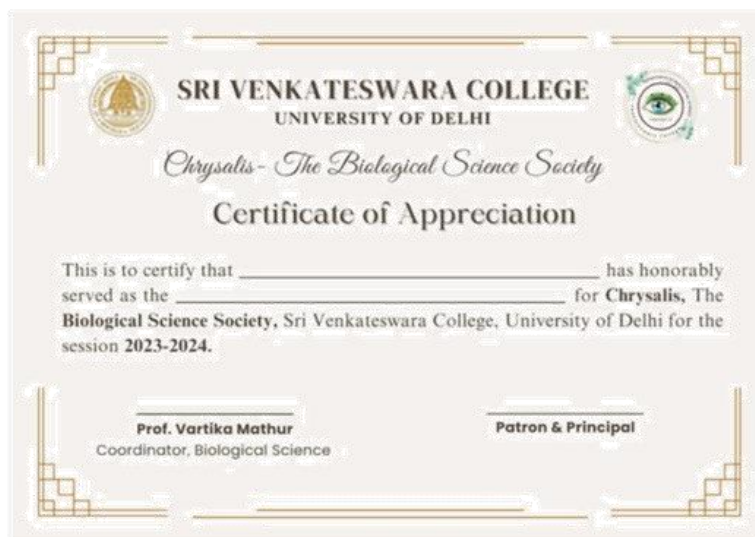 SRI VENKATESWARA COLLEGE
UNIVERSITY OF DELHI
Chrysalis - The Biological Science Society
Certificate of Appreciation
This is to certify that ______________________ has honorably
served as the ______________________ for Chrysalis, The
Biological Science Society, Sri Venkateswara College, University of Delhi for the
session 2023-2024.
Prof. Vartika Mathur
Coordinator, Biological Science
Patron & Principal